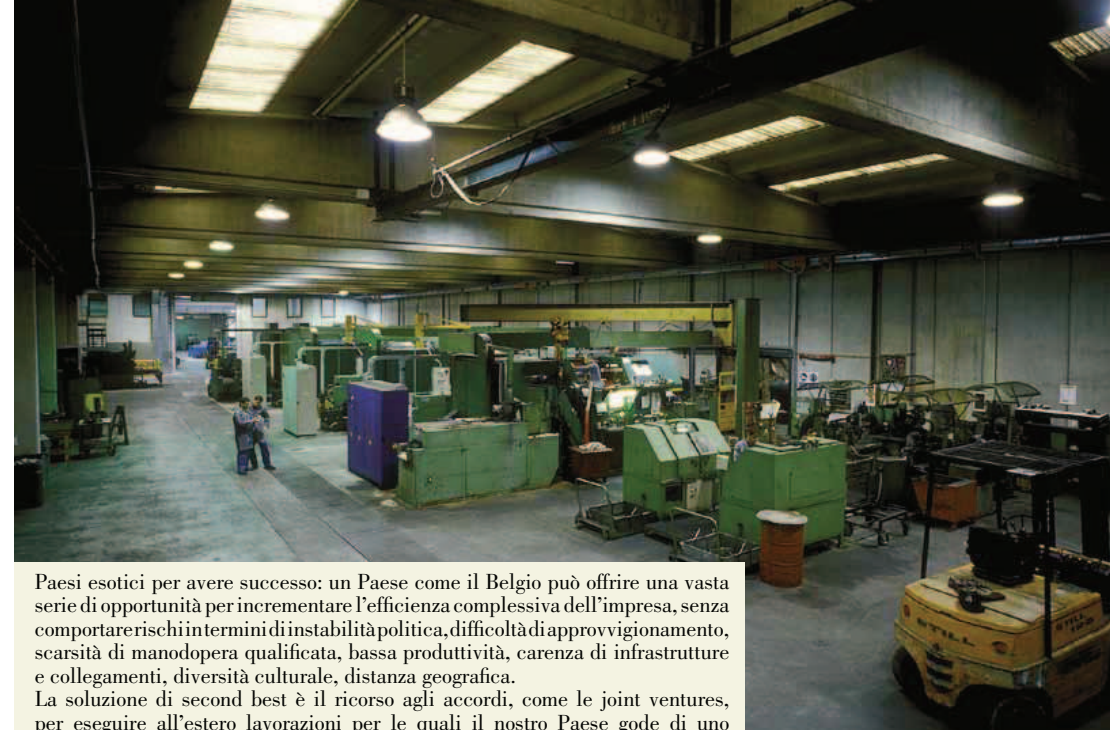 STILL
STILL
Paesi esotici per avere successo: un Paese come il Belgio può offrire una vasta
serie di opportunità per incrementare l'efficienza complessiva dell'impresa, senza
comportare rischi in termini di instabilità politica, difficoltà di approvvigionamento,
scarsità di manodopera qualificata, bassa produttività, carenza di infrastrutture
e collegamenti, diversità culturale, distanza geografica.
La soluzione di second best è il ricorso agli accordi, come le joint ventures,
per eseguire all'estero lavorazioni per le quali il nostro Paese gode di uno